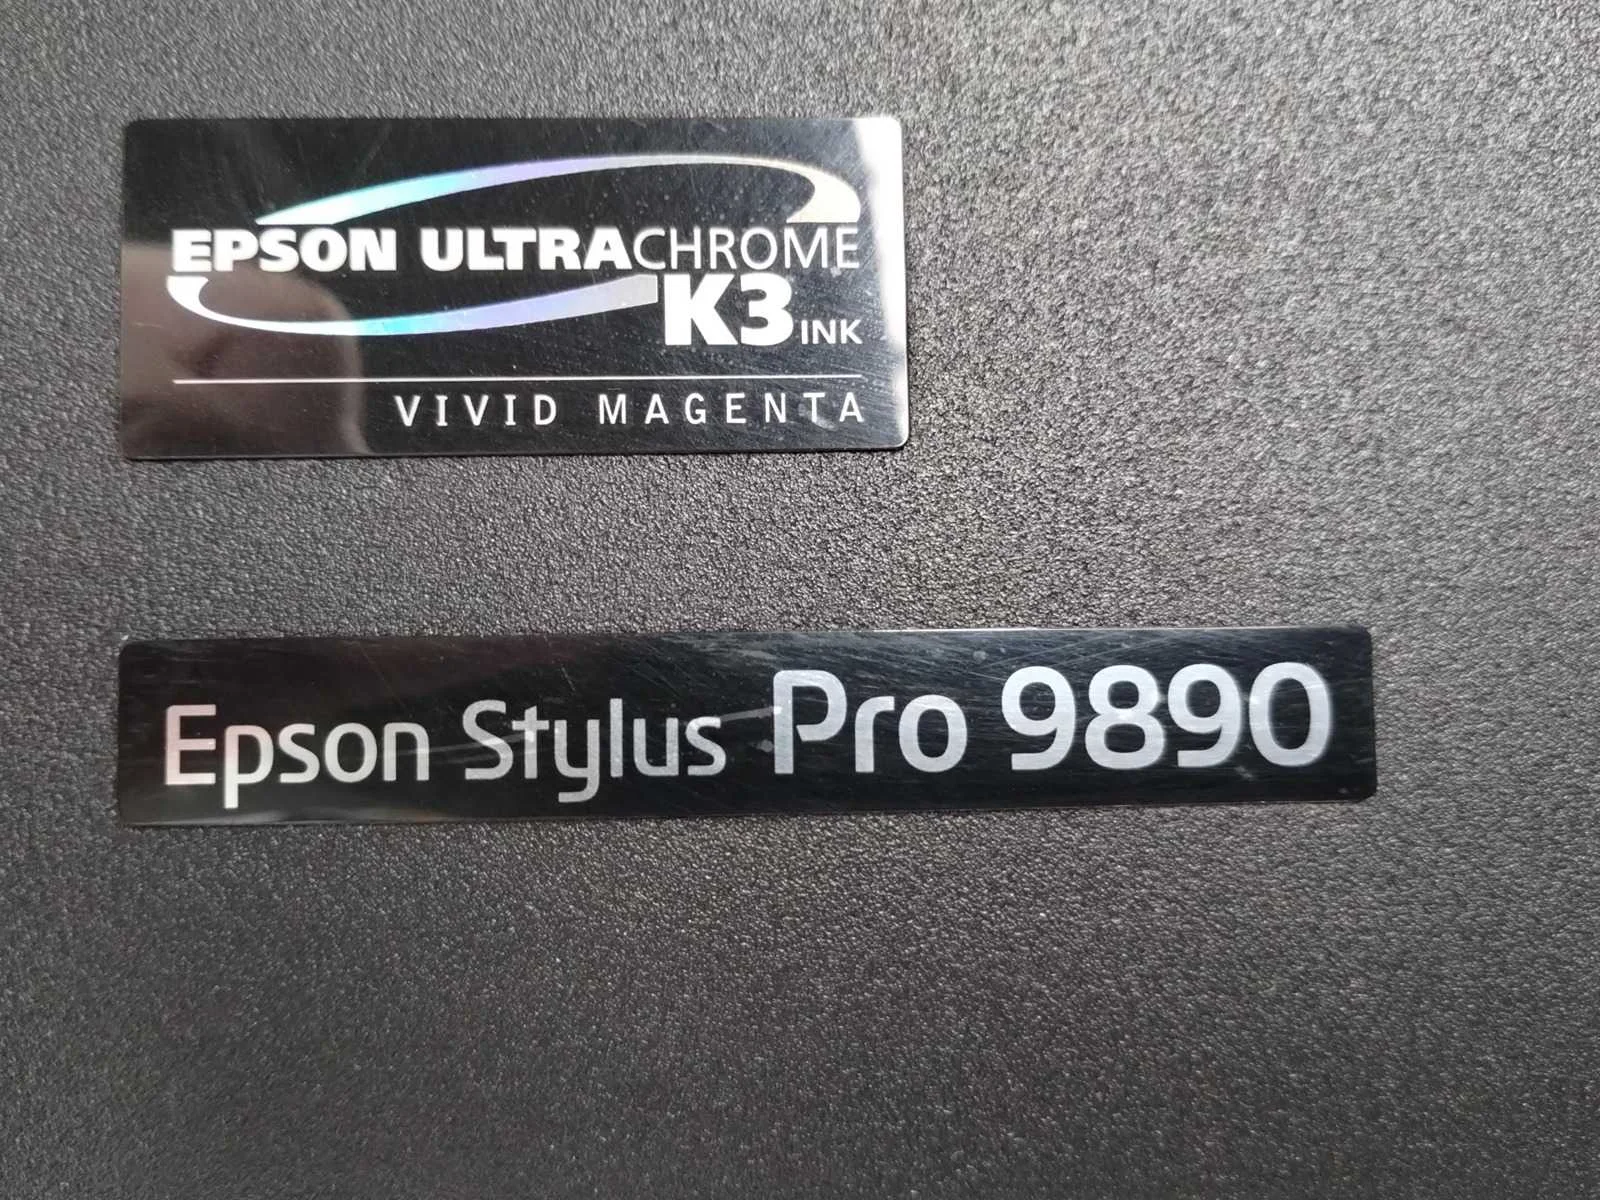 EPSON ULTRACHROME
K3 INK
VIVID MAGENTA
Epson Stylus Pro 9890